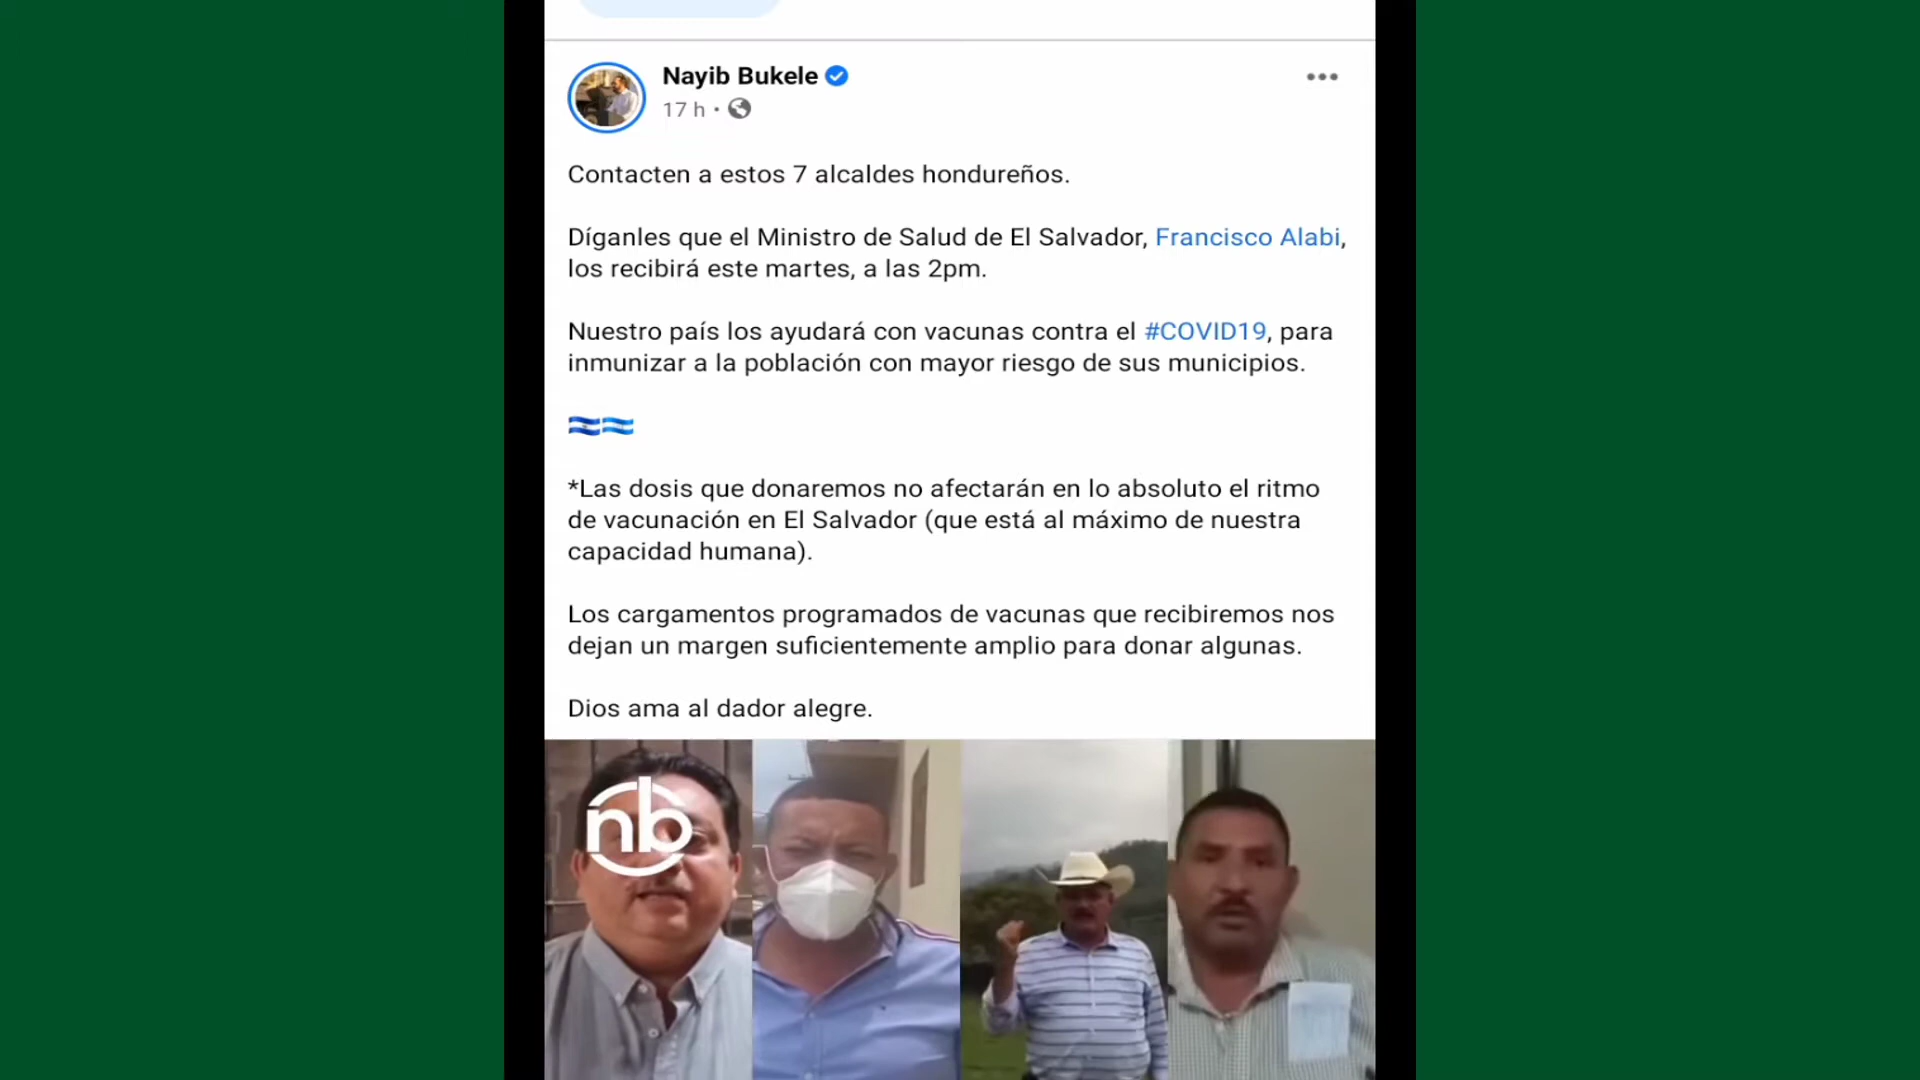 Nayib Bukele
17 h
Contacten a estos 7 alcaldes hondureños.
Díganles que el Ministro de Salud de El Salvador, Francisco Alabi,
los recibirá este martes, a las 2pm.
Nuestro país los ayudará con vacunas contra el #COVID19, para
inmunizar a la población con mayor riesgo de sus municipios.
*Las dosis que donaremos no afectarán en lo absoluto el ritmo
de vacunación en El Salvador (que está al máximo de nuestra
capacidad humana).
Los cargamentos programados de vacunas que recibiremos nos
dejan un margen suficientemente amplio para donar algunas.
Dios ama al dador alegre.
nb